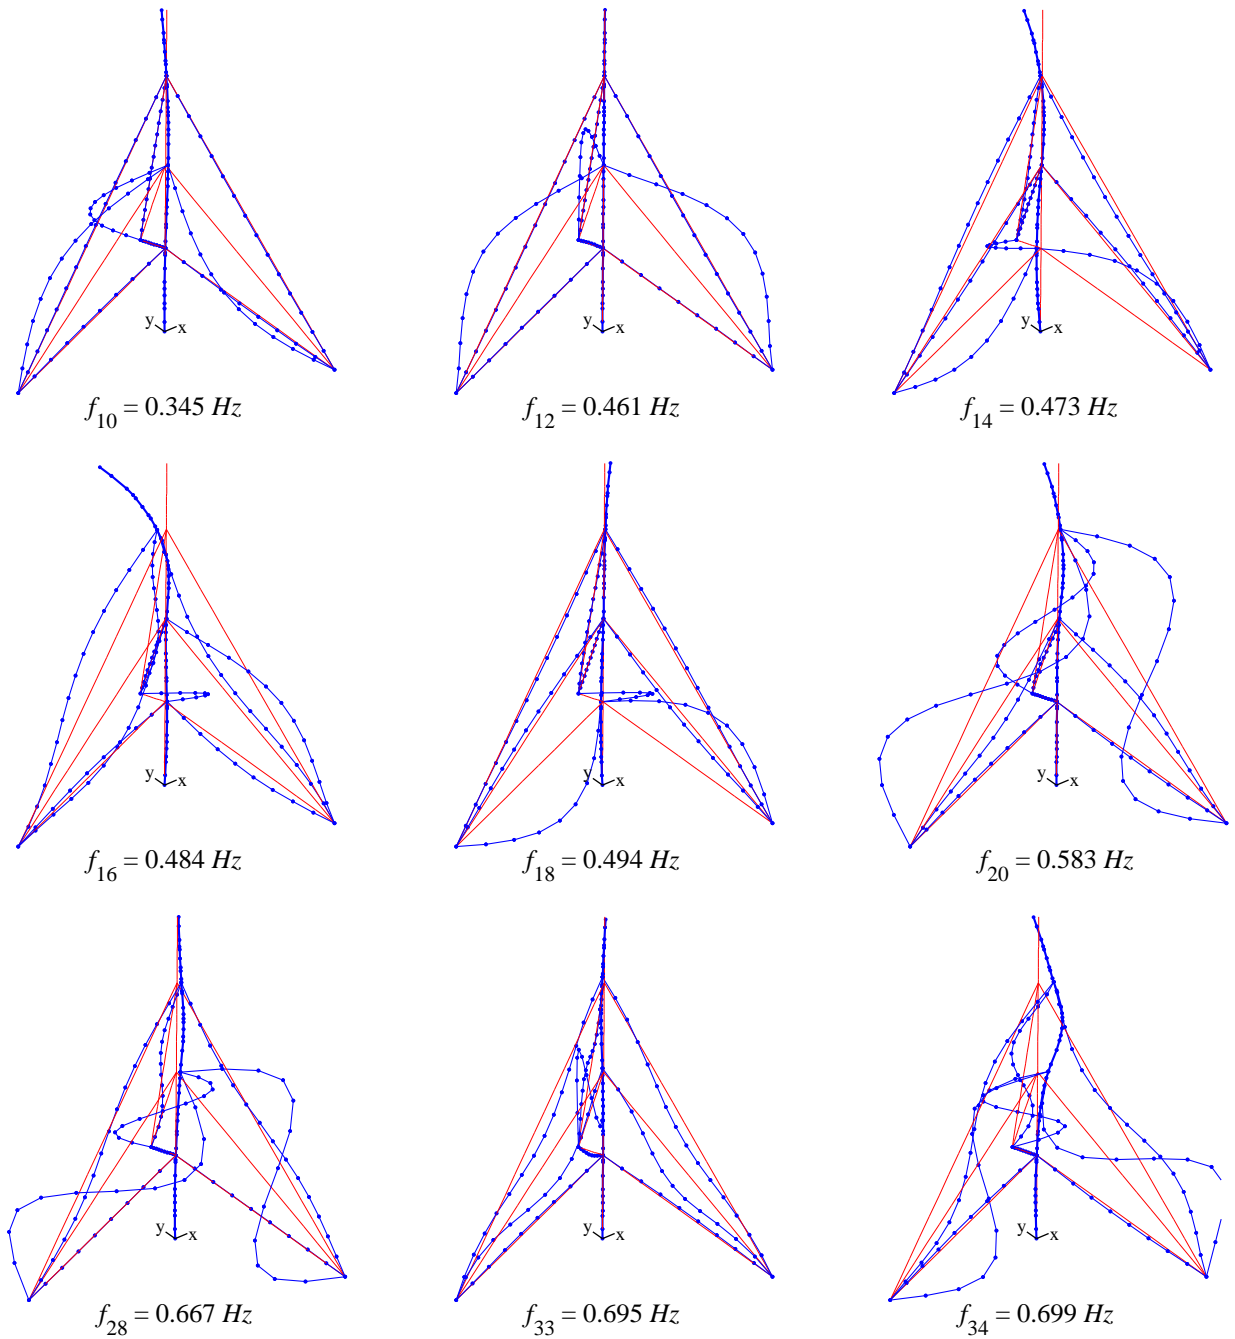 y x
y x
y x
f10 = 0.345 Hz
f12 = 0.461 Hz
f14 = 0.473 Hz
y x
y x
y x
f16 = 0.484 Hz
f18 = 0.494 Hz
f20 = 0.583 Hz
y x
y x
y x
f28 = 0.667 Hz
f33 = 0.695 Hz
f34 = 0.699 Hz